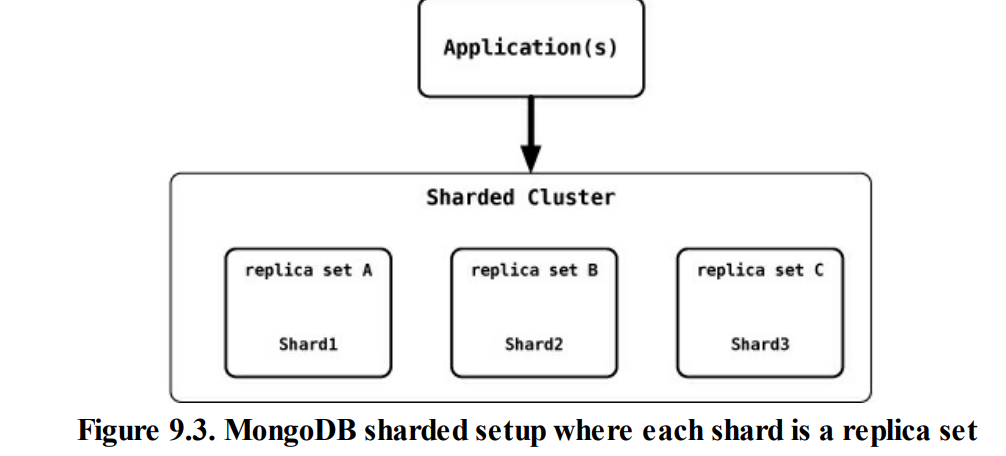 Application(s)
Sharded Cluster
replica set A
replica set B
replica set C
Shard1
Shard2
Shard3
Figure 9.3. MongoDB sharded setup where each shard is a replica set